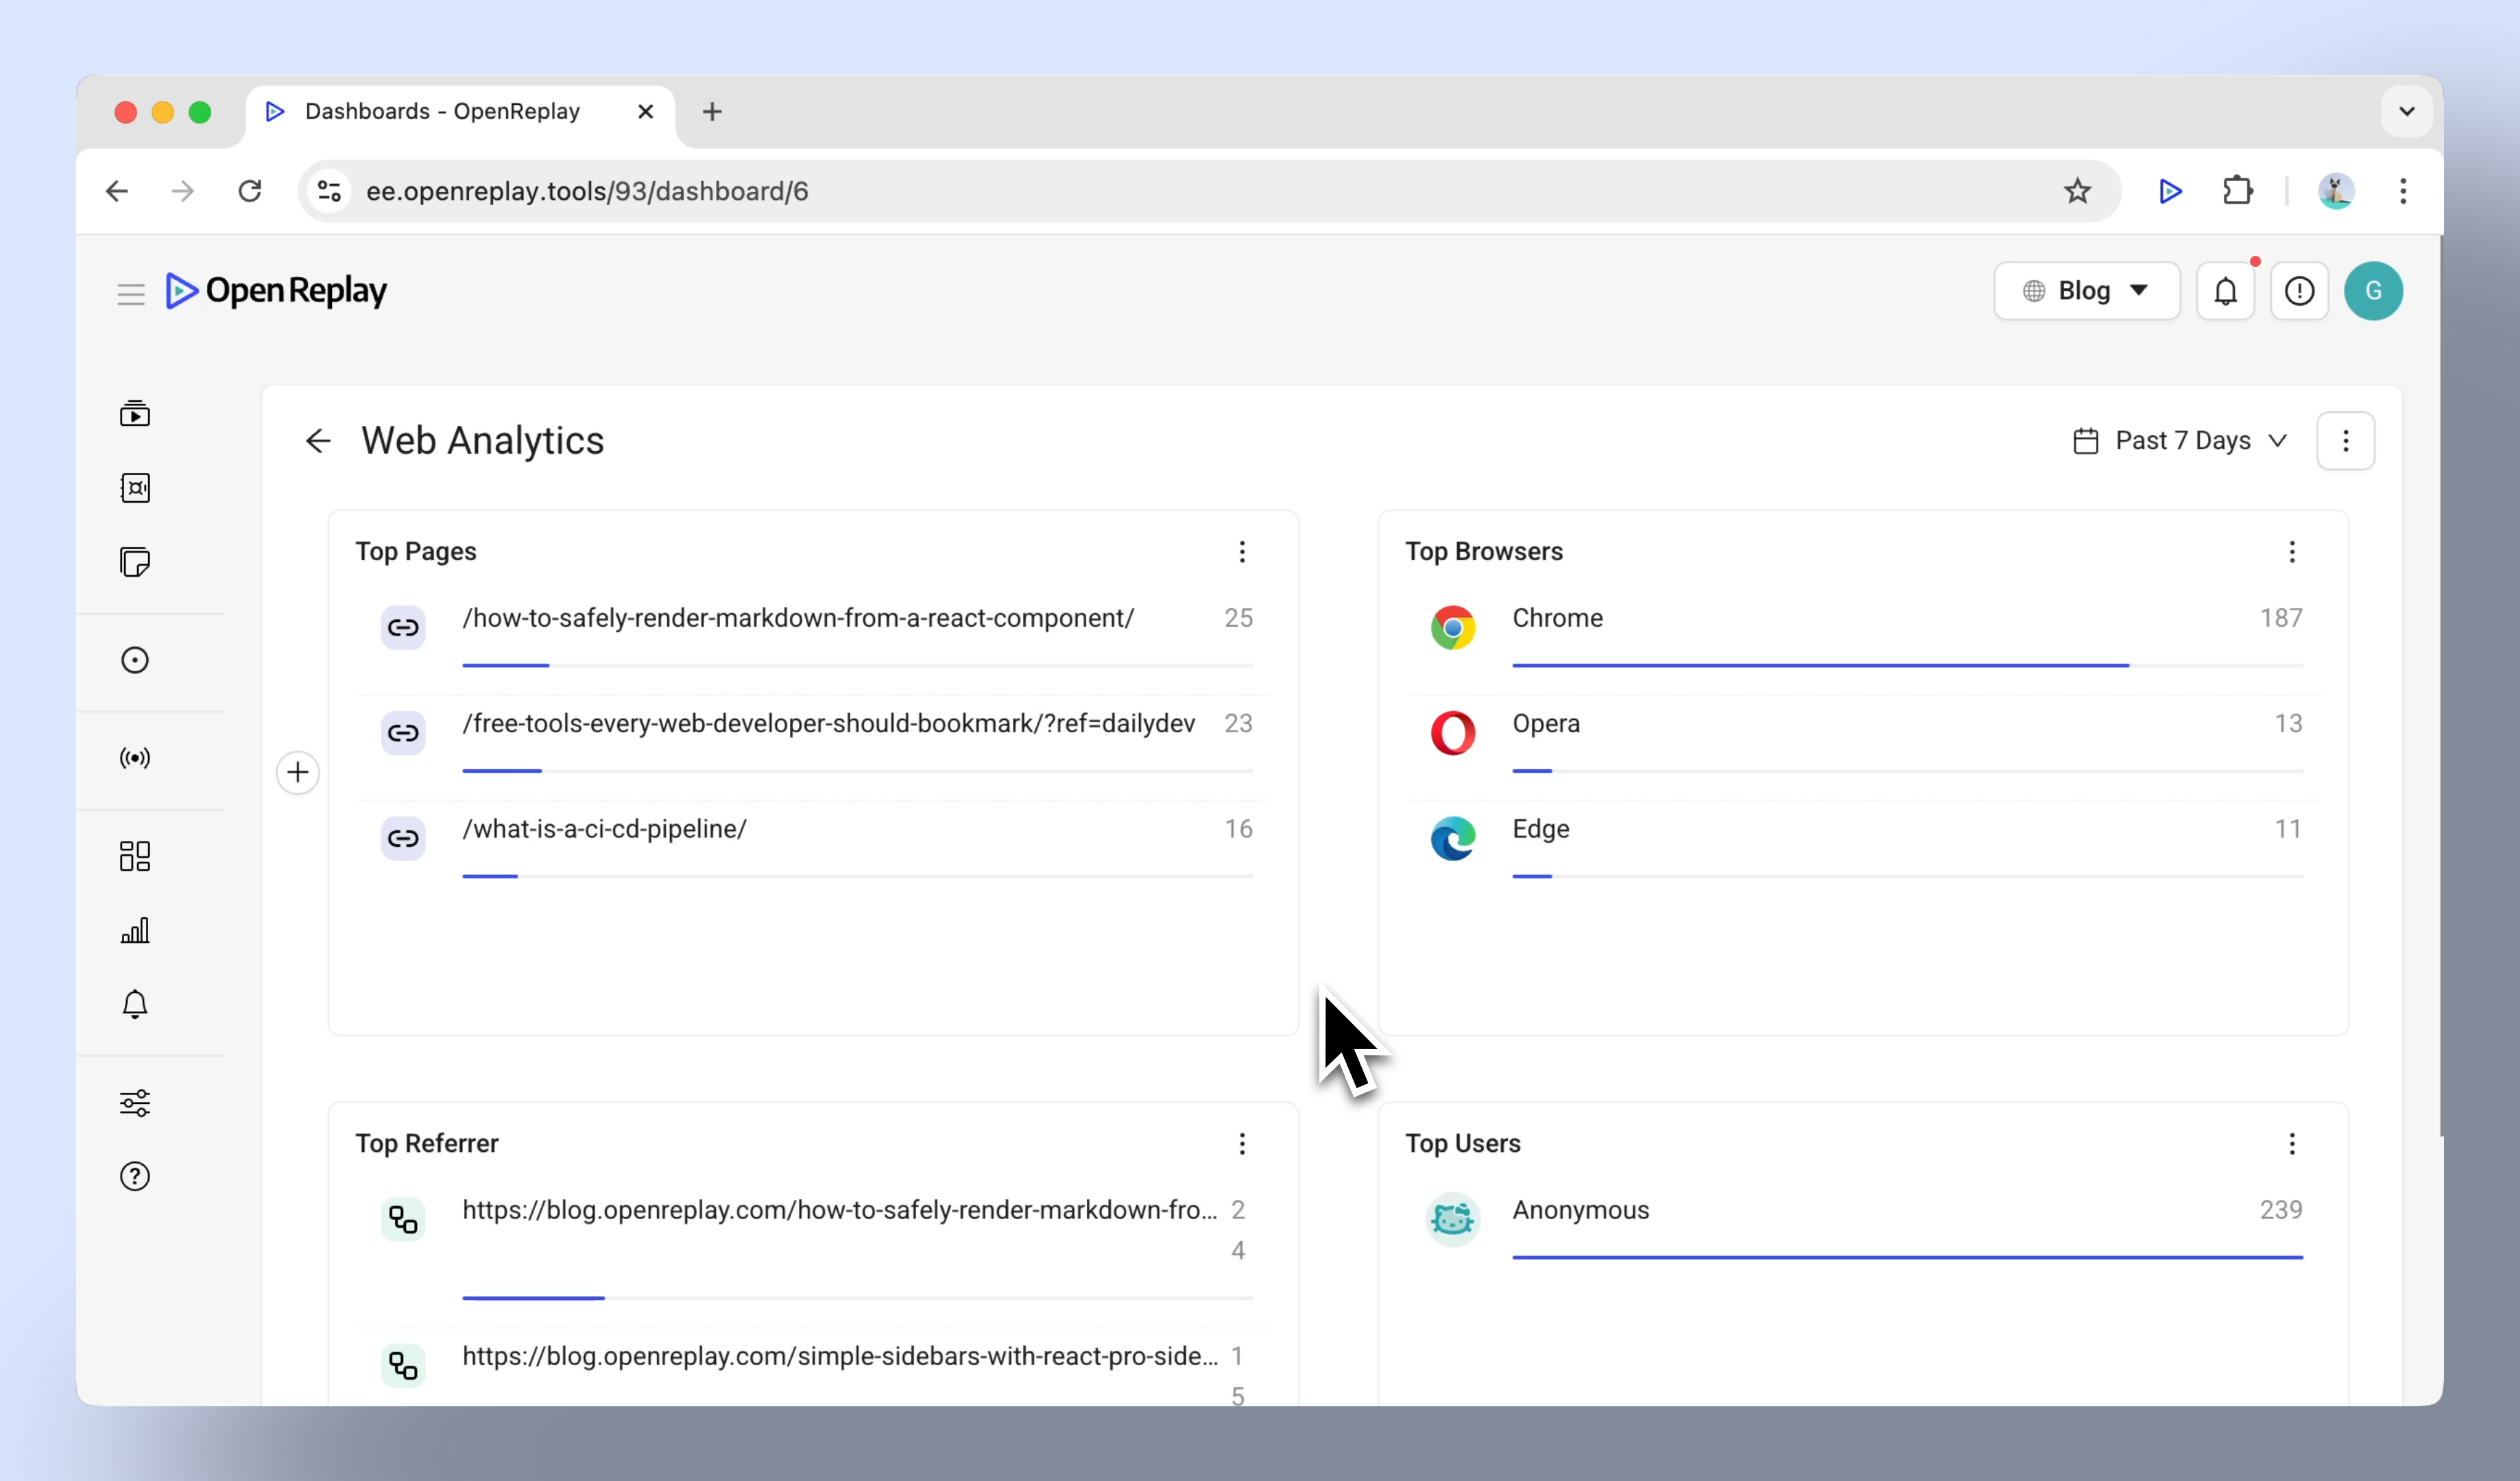 Dashboards - OpenReplay
ee.openreplay.tools/93/dashboard/6
OpenReplay
Blog
G
Web Analytics
Past 7 Days
Top Pages
/how-to-safely-render-markdown-from-a-react-component/ 25
/free-tools-every-web-developer-should-bookmark/?ref=dailydev 23
/what-is-a-ci-cd-pipeline/ 16
Top Browsers
Chrome 187
Opera 13
Edge 11
Top Referrer
https://blog.openreplay.com/how-to-safely-render-markdown-fro... 2
4
https://blog.openreplay.com/simple-sidebars-with-react-pro-side... 1
5
Top Users
Anonymous 239